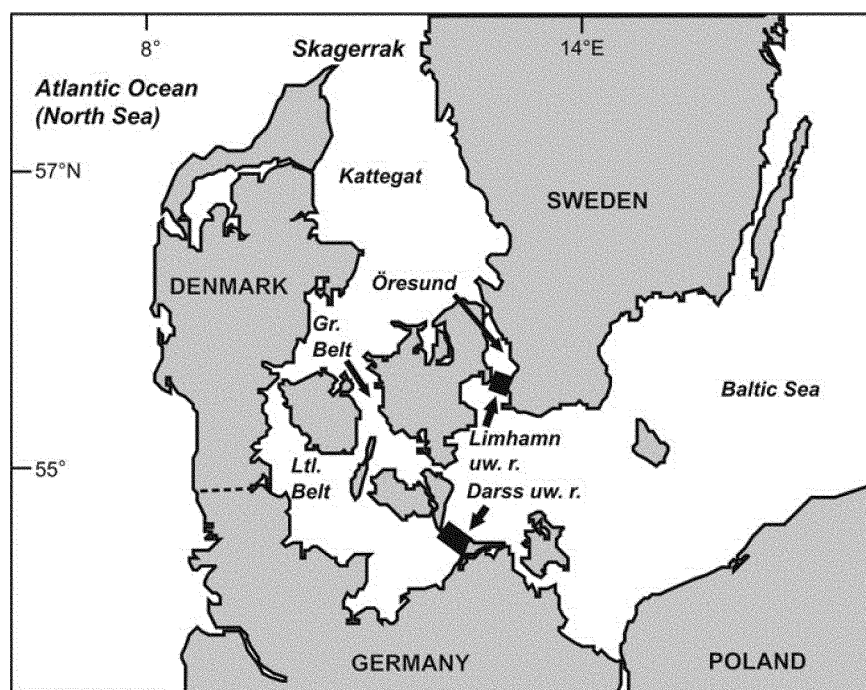 8°
14°E
Skagerrak
Atlantic Ocean
(North Sea)
57°N
Kattegat
SWEDEN
DENMARK
Öresund
Gr.
Belt
Baltic Sea
Limhamn
uw. r.
55°
Ltl.
Belt
Darss uw. r.
GERMANY
POLAND